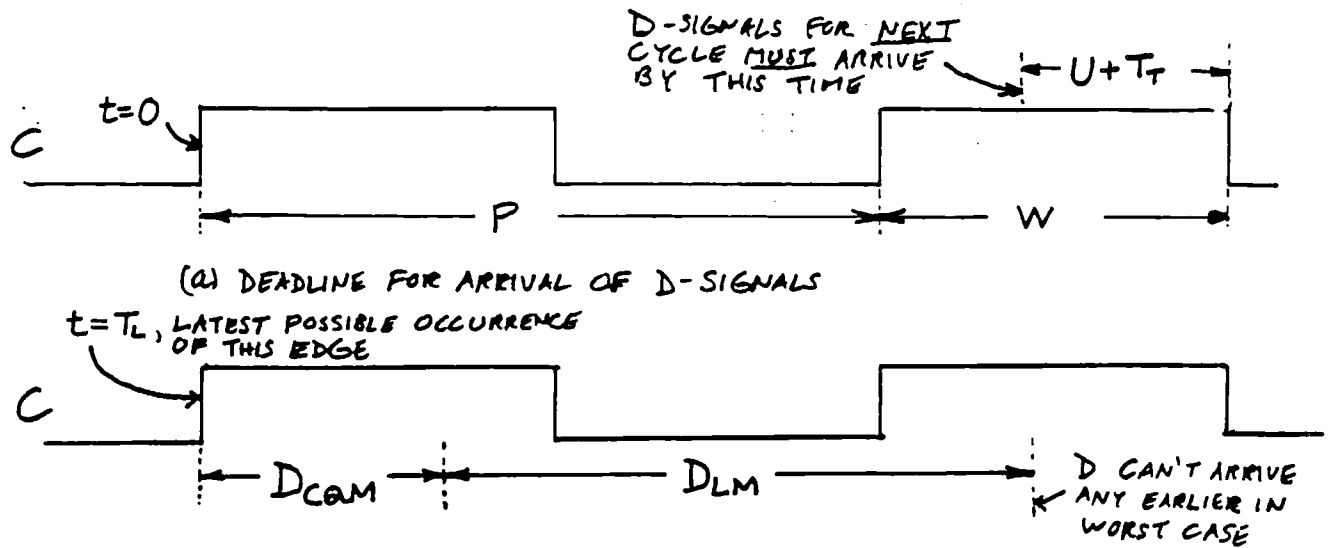 D-SIGNALS FOR NEXT
CYCLE MUST ARRIVE
BY THIS TIME
U+T_T
t=0
C
P
W
(a) DEADLINE FOR ARRIVAL OF D-SIGNALS
t=T_L, LATEST POSSIBLE OCCURRENCE
OF THIS EDGE
C
D_CQM
D_LM
D CAN'T ARRIVE
ANY EARLIER IN
WORST CASE